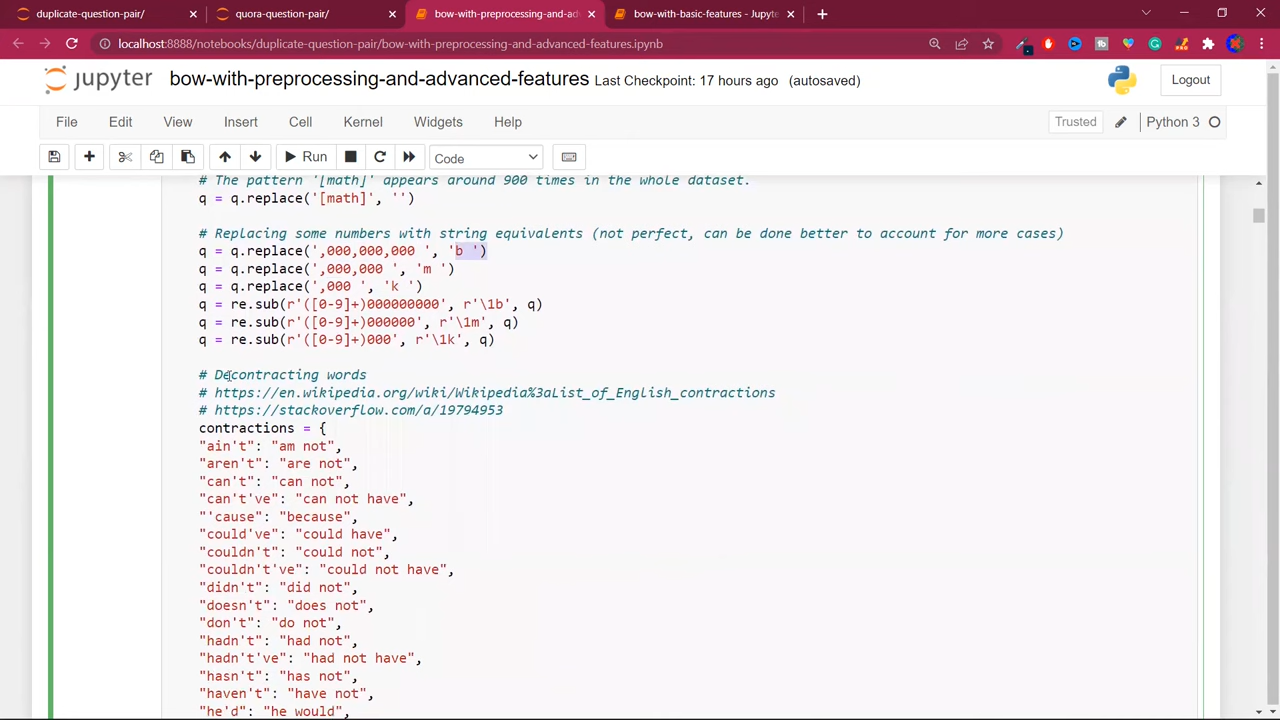 duplicate-question-pair/
quora-question-pair/
bow-with-preprocessing-and-adv
bow-with-basic-features - Jupyte
localhost:8888/notebooks/duplicate-question-pair/bow-with-preprocessing-and-advanced-features.ipynb
jupyter bow-with-preprocessing-and-advanced-features Last Checkpoint: 17 hours ago (autosaved)
Logout
File Edit View Insert Cell Kernel Widgets Help
Trusted Python 3
Run Code
# The pattern '[math]' appears around 900 times in the whole dataset.
q = q.replace('[math]', '')
# Replacing some numbers with string equivalents (not perfect, can be done better to account for more cases)
q = q.replace(',000,000,000 ', 'b ')
q = q.replace(',000,000 ', 'm ')
q = q.replace(',000 ', 'k ')
q = re.sub(r'([0-9]+)000000000', r'\1b', q)
q = re.sub(r'([0-9]+)000000', r'\1m', q)
q = re.sub(r'([0-9]+)000', r'\1k', q)
# Decontracting words
# https://en.wikipedia.org/wiki/Wikipedia%3aList_of_English_contractions
# https://stackoverflow.com/a/19794953
contractions = {
"ain't": "am not",
"aren't": "are not",
"can't": "can not",
"can't've": "can not have",
"'cause": "because",
"could've": "could have",
"couldn't": "could not",
"couldn't've": "could not have",
"didn't": "did not",
"doesn't": "does not",
"don't": "do not",
"hadn't": "had not",
"hadn't've": "had not have",
"hasn't": "has not",
"haven't": "have not",
"he'd": "he would",